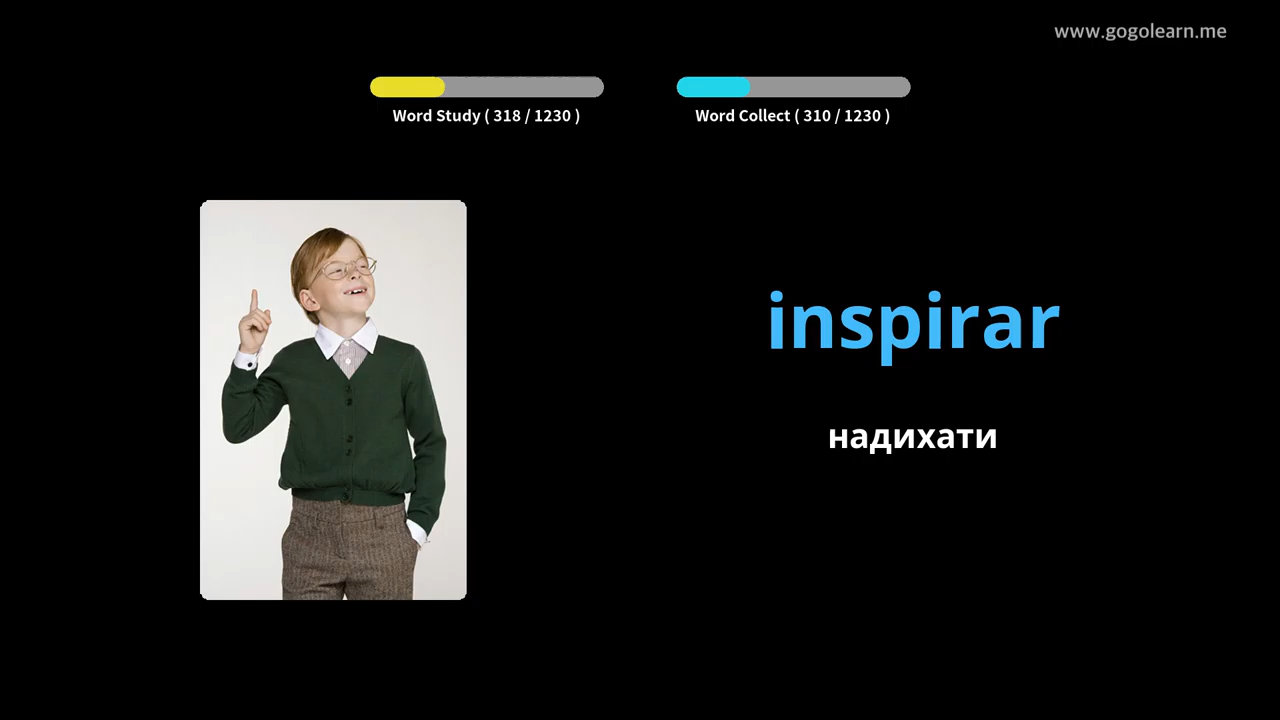 www.gogolearn.me
Word Study ( 318 / 1230 )
Word Collect ( 310 / 1230 )
inspirar
надихати